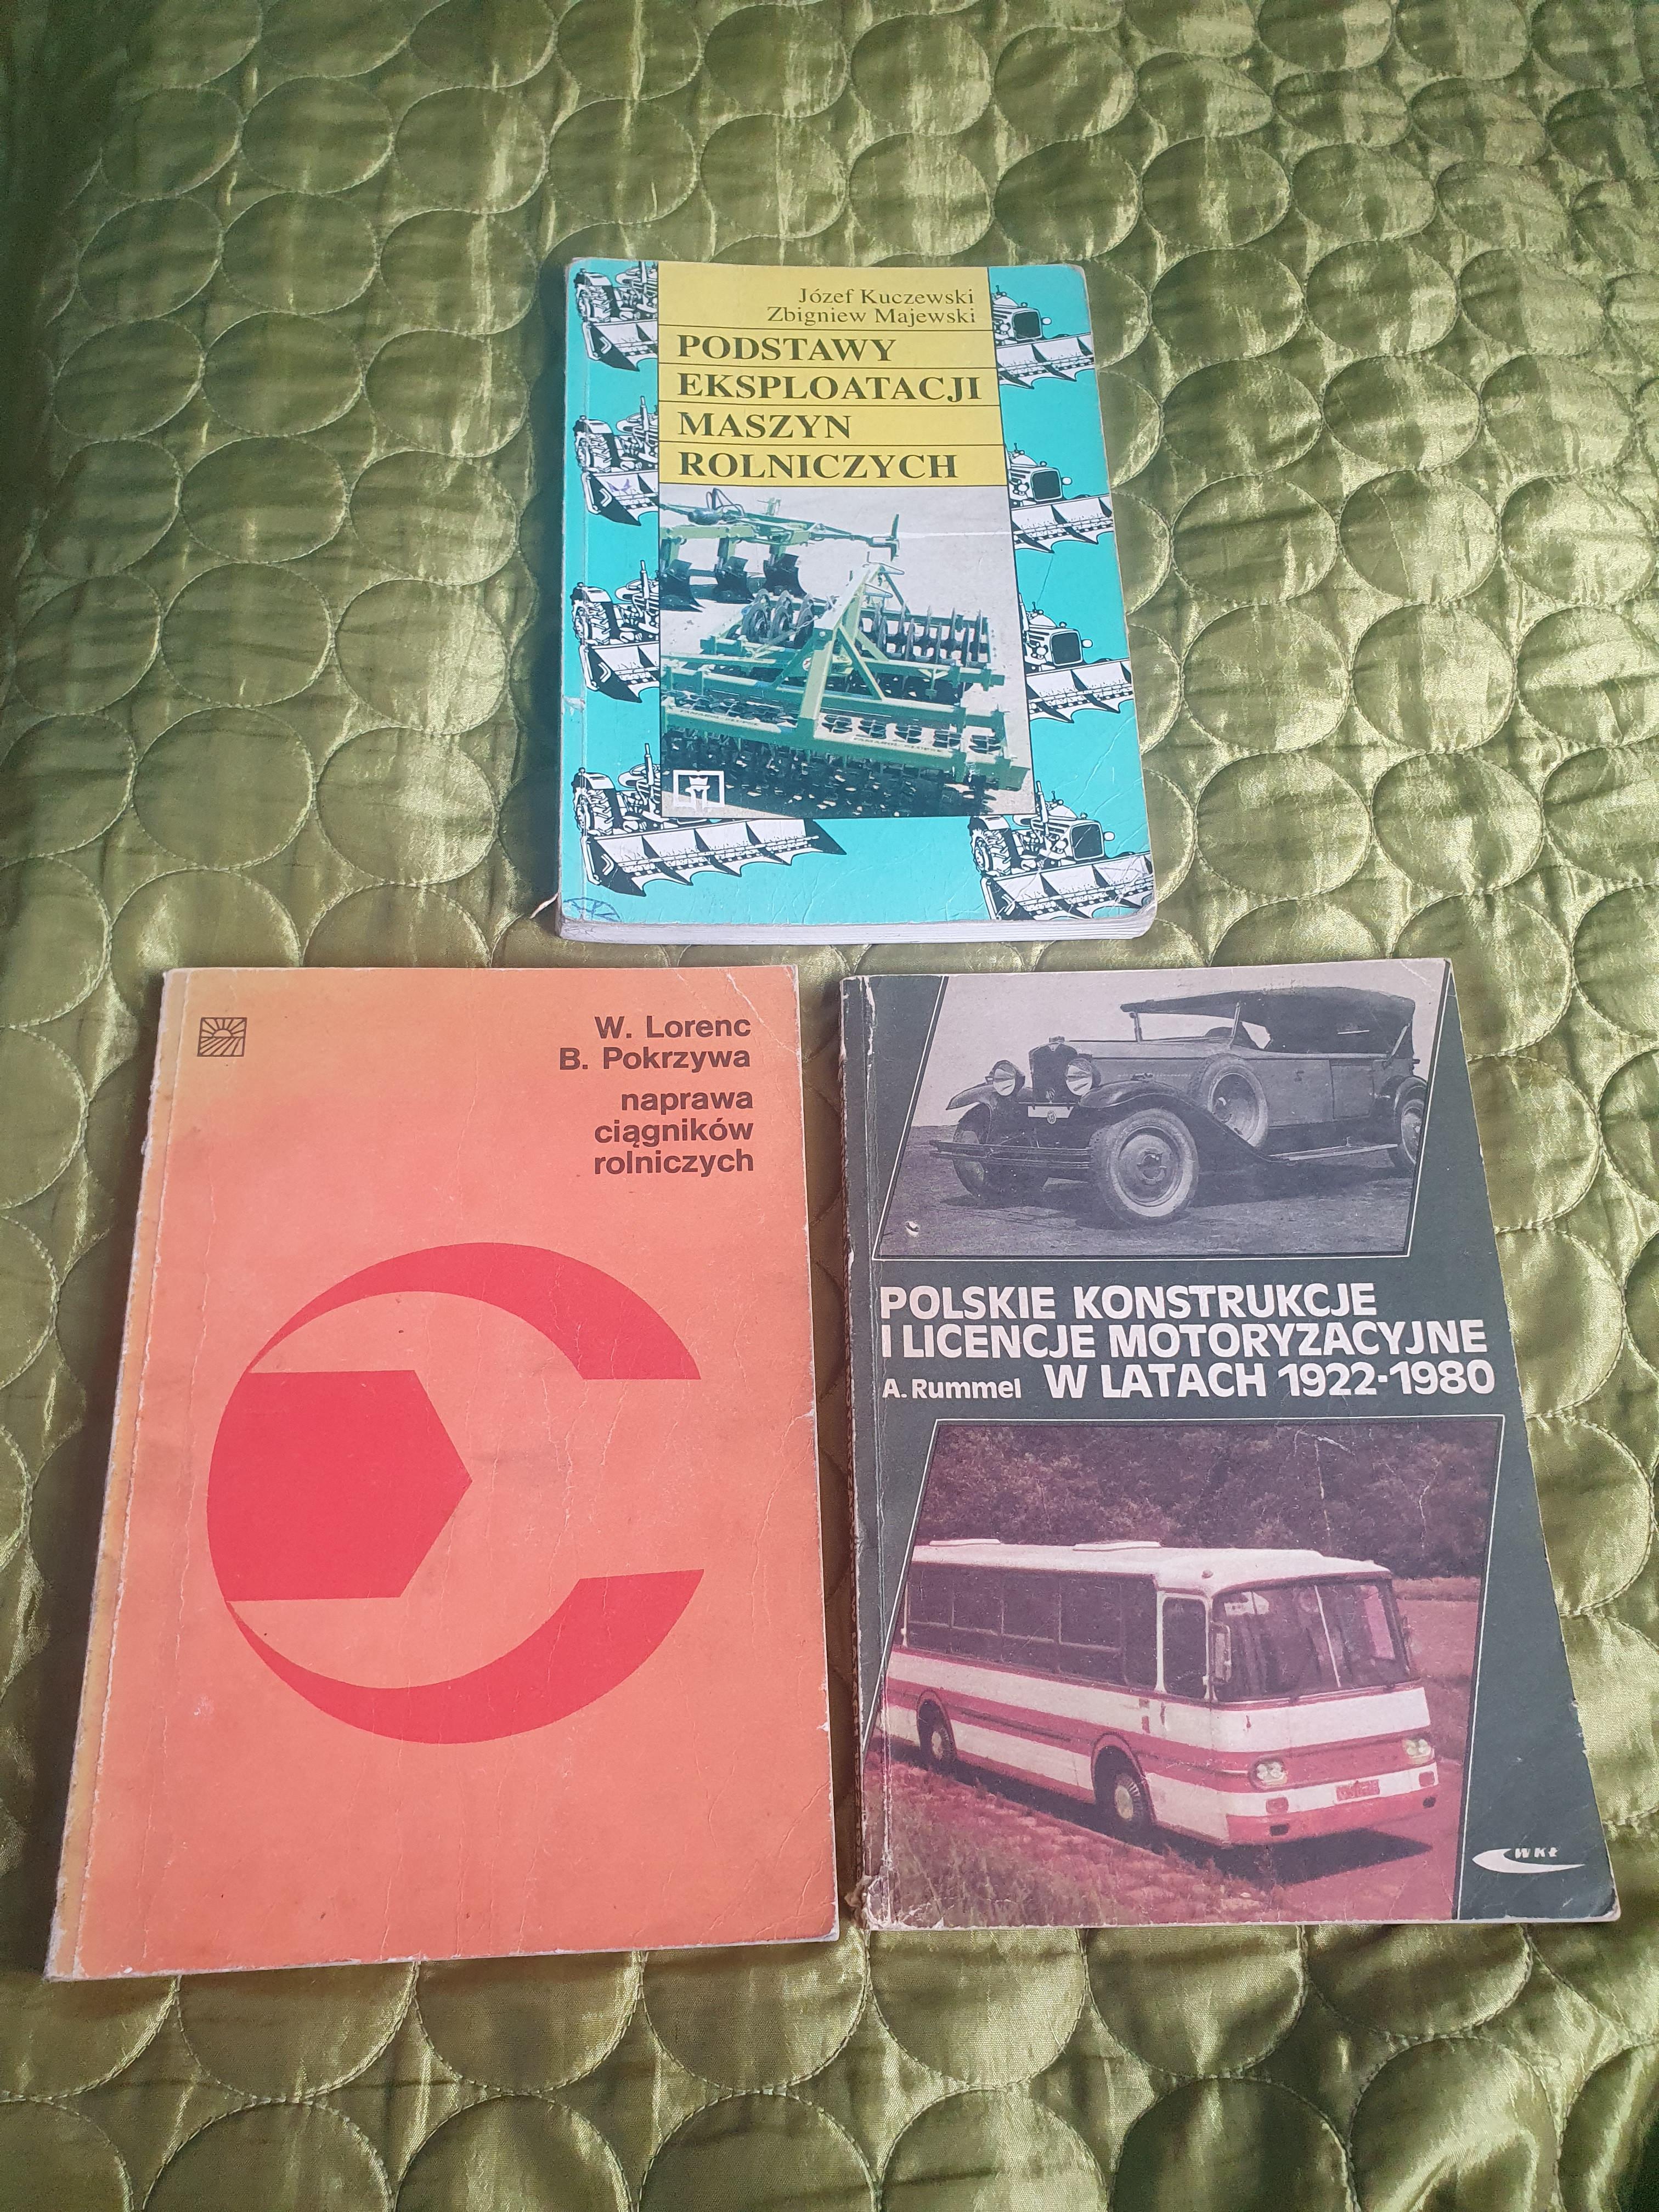 Józef Kuczewski
Zbigniew Majewski
PODSTAWY
EKSPLOATACJI
MASZYN
ROLNICZYCH
W. Lorenc
B. Pokrzywa
naprawa
ciągników
rolniczych
POLSKIE KONSTRUKCJE
I LICENCJE MOTORYZACYJNE
A. Rummel W LATACH 1922-1980
WKŁ